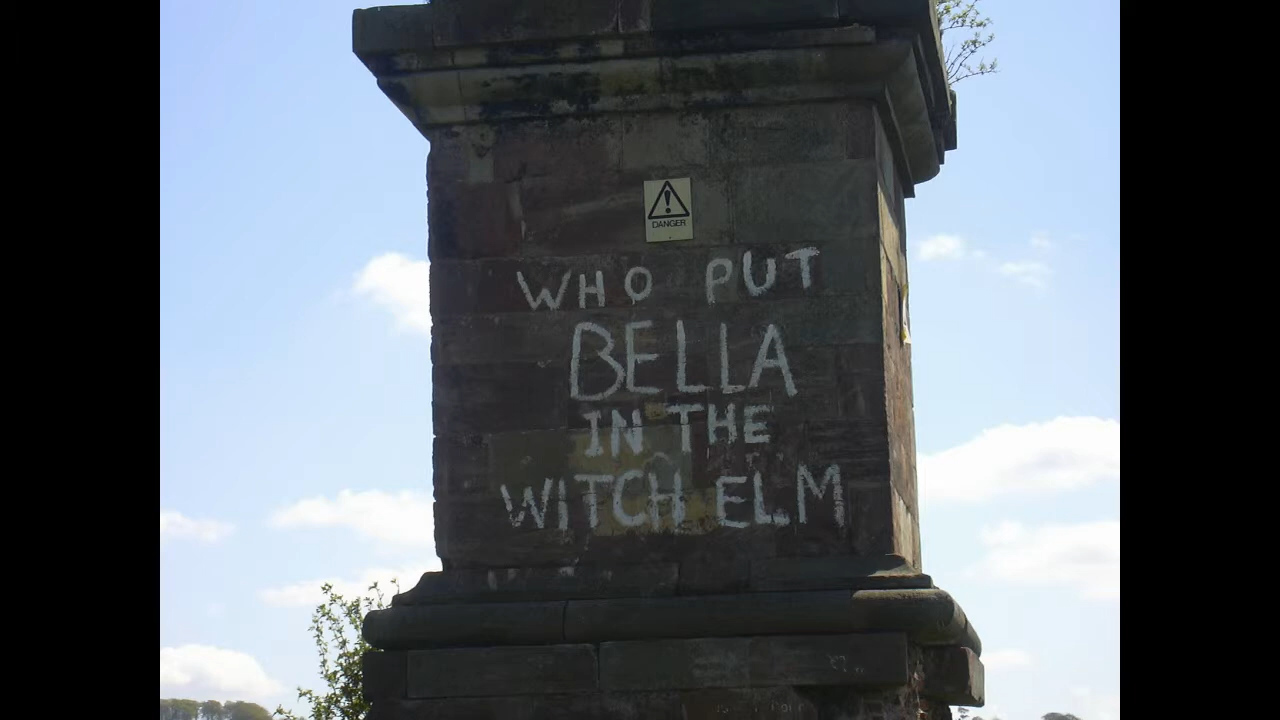 DANGER
WHO PUT
BELLA
IN THE
WITCH ELM